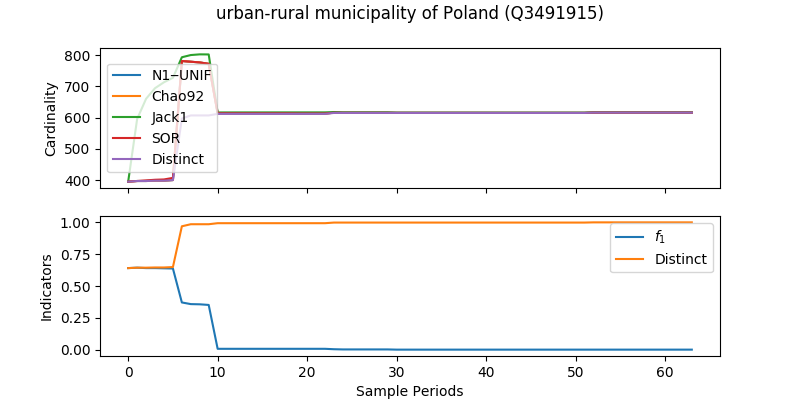 urban-rural municipality of Poland (Q3491915)
800
700
600
500
400
Cardinality
N1−UNIF
Chao92
Jack1
SOR
Distinct
1.00
0.75
0.50
0.25
0.00
Indicators
f1
Distinct
0 10 20 30 40 50 60
Sample Periods